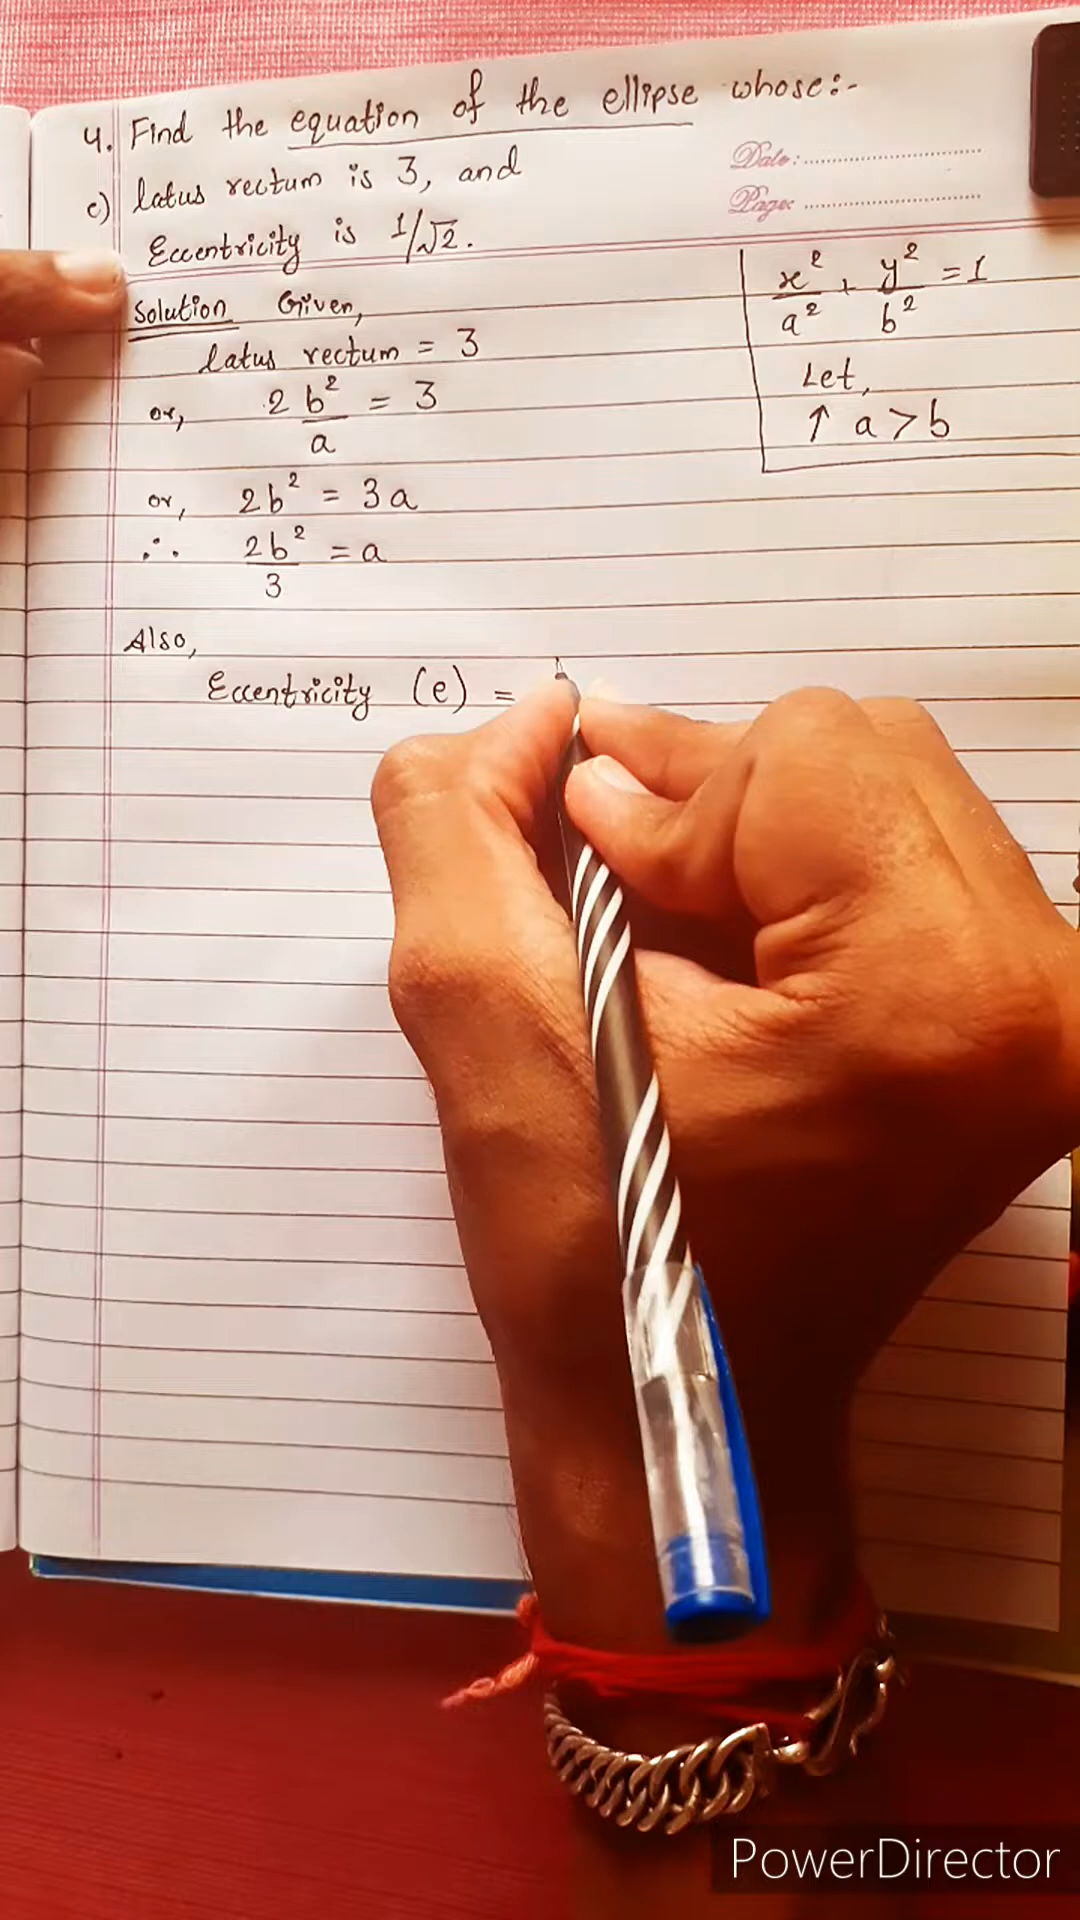 4. Find the equation of the ellipse whose:-
c) latus rectum is 3, and
Eccentricity is 1/√2.
Date: ........................
Page: ........................
Solution Given,
latus rectum = 3
or, 2b²/a = 3
or, 2b² = 3a
∴ 2b²/3 = a
x²/a² + y²/b² = 1
Let,
↑ a > b
Also,
Eccentricity (e) =
PowerDirector